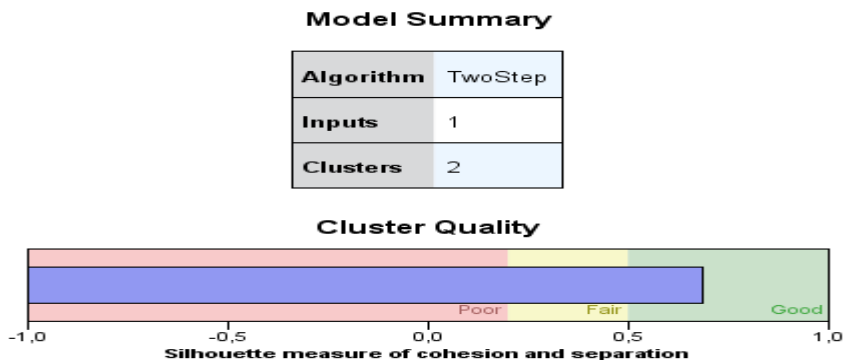 Model Summary
Algorithm TwoStep
Inputs 1
Clusters 2
Cluster Quality
Poor Fair Good
-1,0 -0,5 0,0 0,5 1,0
Silhouette measure of cohesion and separation